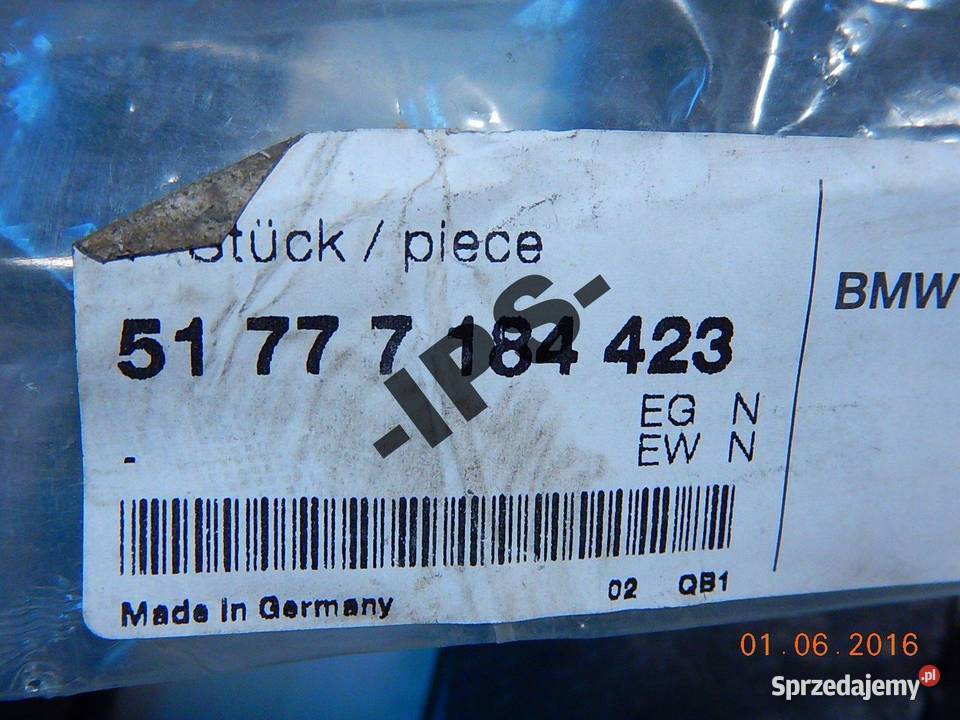 Stück / piece
BMW
51 77 7 184 423
-IPS-
EG N
EW N
-
02 QB1
Made in Germany
01.06.2016
Sprzedajemy.pl